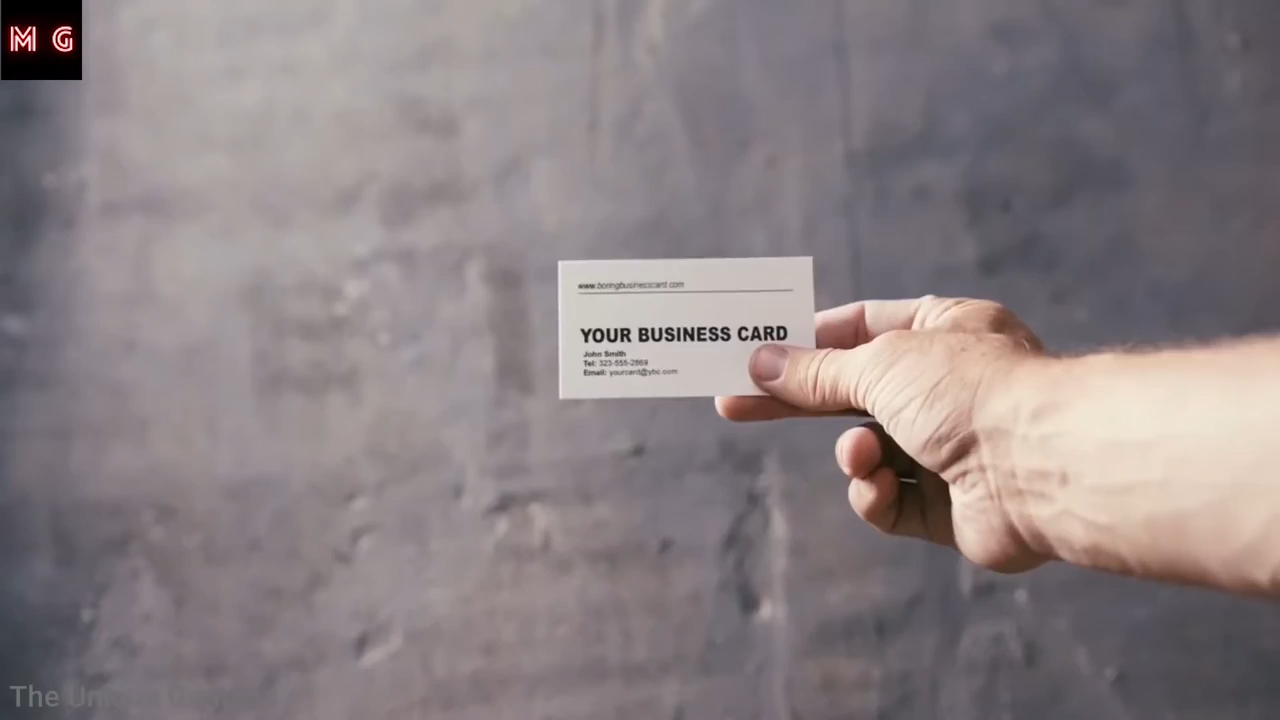 M G
www.boringbusinesscard.com
YOUR BUSINESS CARD
John Smith
Tel: 323-555-2869
Email: yourcard@ybc.com
The